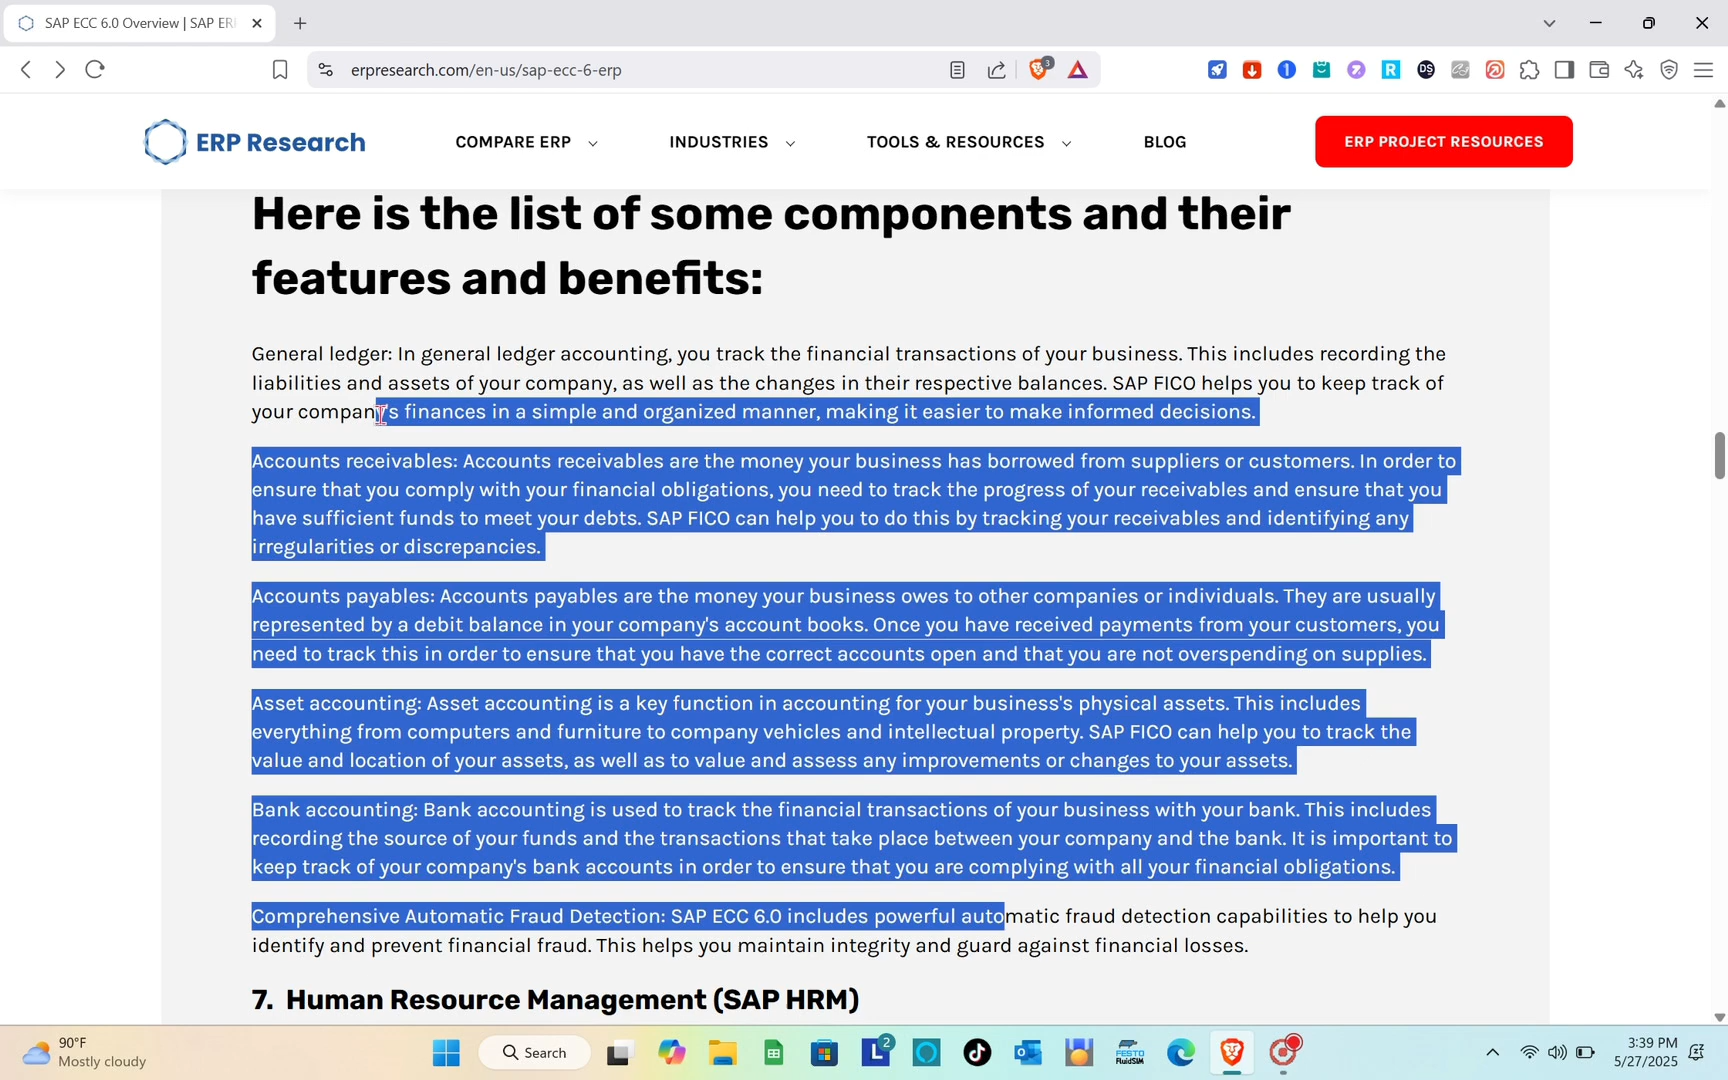 SAP ECC 6.0 Overview | SAP ER
erpresearch.com/en-us/sap-ecc-6-erp
3
ERP Research
COMPARE ERP
INDUSTRIES
TOOLS & RESOURCES
BLOG
ERP PROJECT RESOURCES
Here is the list of some components and their
features and benefits:
General ledger: In general ledger accounting, you track the financial transactions of your business. This includes recording the
liabilities and assets of your company, as well as the changes in their respective balances. SAP FICO helps you to keep track of
your company's finances in a simple and organized manner, making it easier to make informed decisions.
Accounts receivables: Accounts receivables are the money your business has borrowed from suppliers or customers. In order to
ensure that you comply with your financial obligations, you need to track the progress of your receivables and ensure that you
have sufficient funds to meet your debts. SAP FICO can help you to do this by tracking your receivables and identifying any
irregularities or discrepancies.
Accounts payables: Accounts payables are the money your business owes to other companies or individuals. They are usually
represented by a debit balance in your company's account books. Once you have received payments from your customers, you
need to track this in order to ensure that you have the correct accounts open and that you are not overspending on supplies.
Asset accounting: Asset accounting is a key function in accounting for your business's physical assets. This includes
everything from computers and furniture to company vehicles and intellectual property. SAP FICO can help you to track the
value and location of your assets, as well as to value and assess any improvements or changes to your assets.
Bank accounting: Bank accounting is used to track the financial transactions of your business with your bank. This includes
recording the source of your funds and the transactions that take place between your company and the bank. It is important to
keep track of your company's bank accounts in order to ensure that you are complying with all your financial obligations.
Comprehensive Automatic Fraud Detection: SAP ECC 6.0 includes powerful automatic fraud detection capabilities to help you
identify and prevent financial fraud. This helps you maintain integrity and guard against financial losses.
7. Human Resource Management (SAP HRM)
90°F
Mostly cloudy
Search
L
2
FESTO
FluidSIM
3:39 PM
5/27/2025